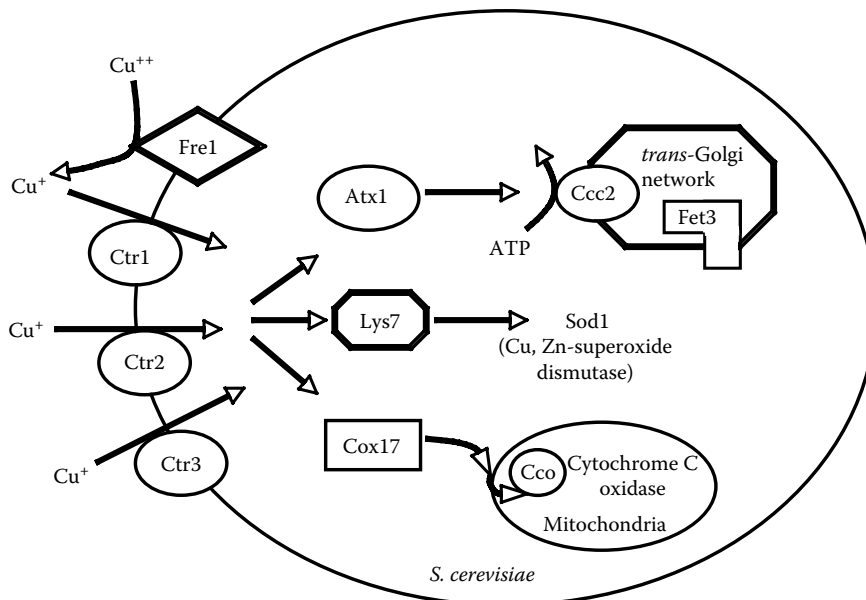 Cu++
Fre1
Cu+
Ctr1
Cu+
Ctr2
Cu+
Ctr3
Atx1
ATP
Ccc2
trans-Golgi
network
Fet3
Lys7
Sod1
(Cu, Zn-superoxide
dismutase)
Cox17
Cco
Cytochrome C
oxidase
Mitochondria
S. cerevisiae